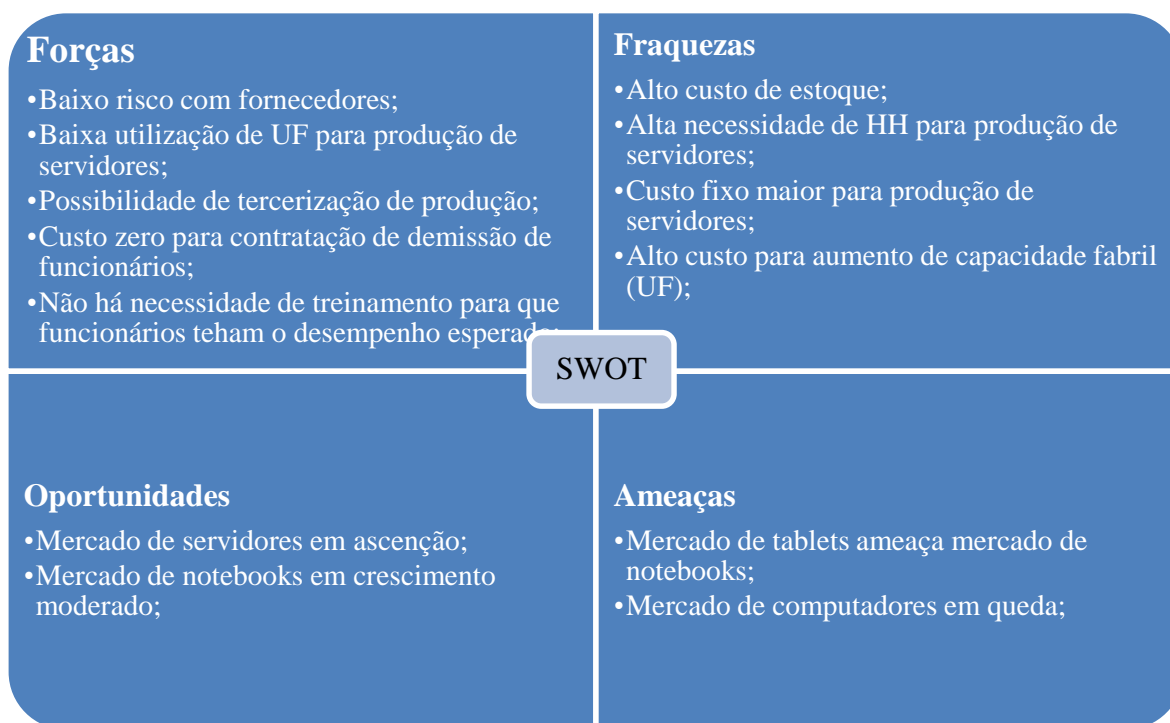 Forças
•Baixo risco com fornecedores;
•Baixa utilização de UF para produção de
servidores;
•Possibilidade de tercerização de produção;
•Custo zero para contratação de demissão de
funcionários;
•Não há necessidade de treinamento para que
funcionários teham o desempenho esperado;
Fraquezas
•Alto custo de estoque;
•Alta necessidade de HH para produção de
servidores;
•Custo fixo maior para produção de
servidores;
•Alto custo para aumento de capacidade fabril
(UF);
SWOT
Oportunidades
•Mercado de servidores em ascenção;
•Mercado de notebooks em crescimento
moderado;
Ameaças
•Mercado de tablets ameaça mercado de
notebooks;
•Mercado de computadores em queda;